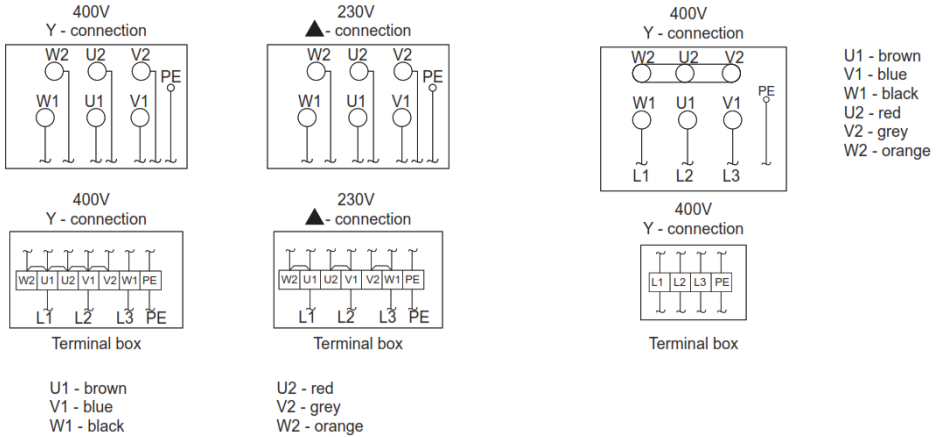 400V
Y - connection
W2 U2 V2
PE
W1 U1 V1
230V
▲- connection
W2 U2 V2
PE
W1 U1 V1
400V
Y - connection
W2 U2 V2
PE
W1 U1 V1
L1 L2 L3
U1 - brown
V1 - blue
W1 - black
U2 - red
V2 - grey
W2 - orange
400V
Y - connection
W2 U1 U2 V1 V2 W1 PE
L1 L2 L3 PE
Terminal box
230V
▲- connection
W2 U1 U2 V1 V2 W1 PE
L1 L2 L3 PE
Terminal box
400V
Y - connection
L1 L2 L3 PE
Terminal box
U1 - brown
V1 - blue
W1 - black
U2 - red
V2 - grey
W2 - orange